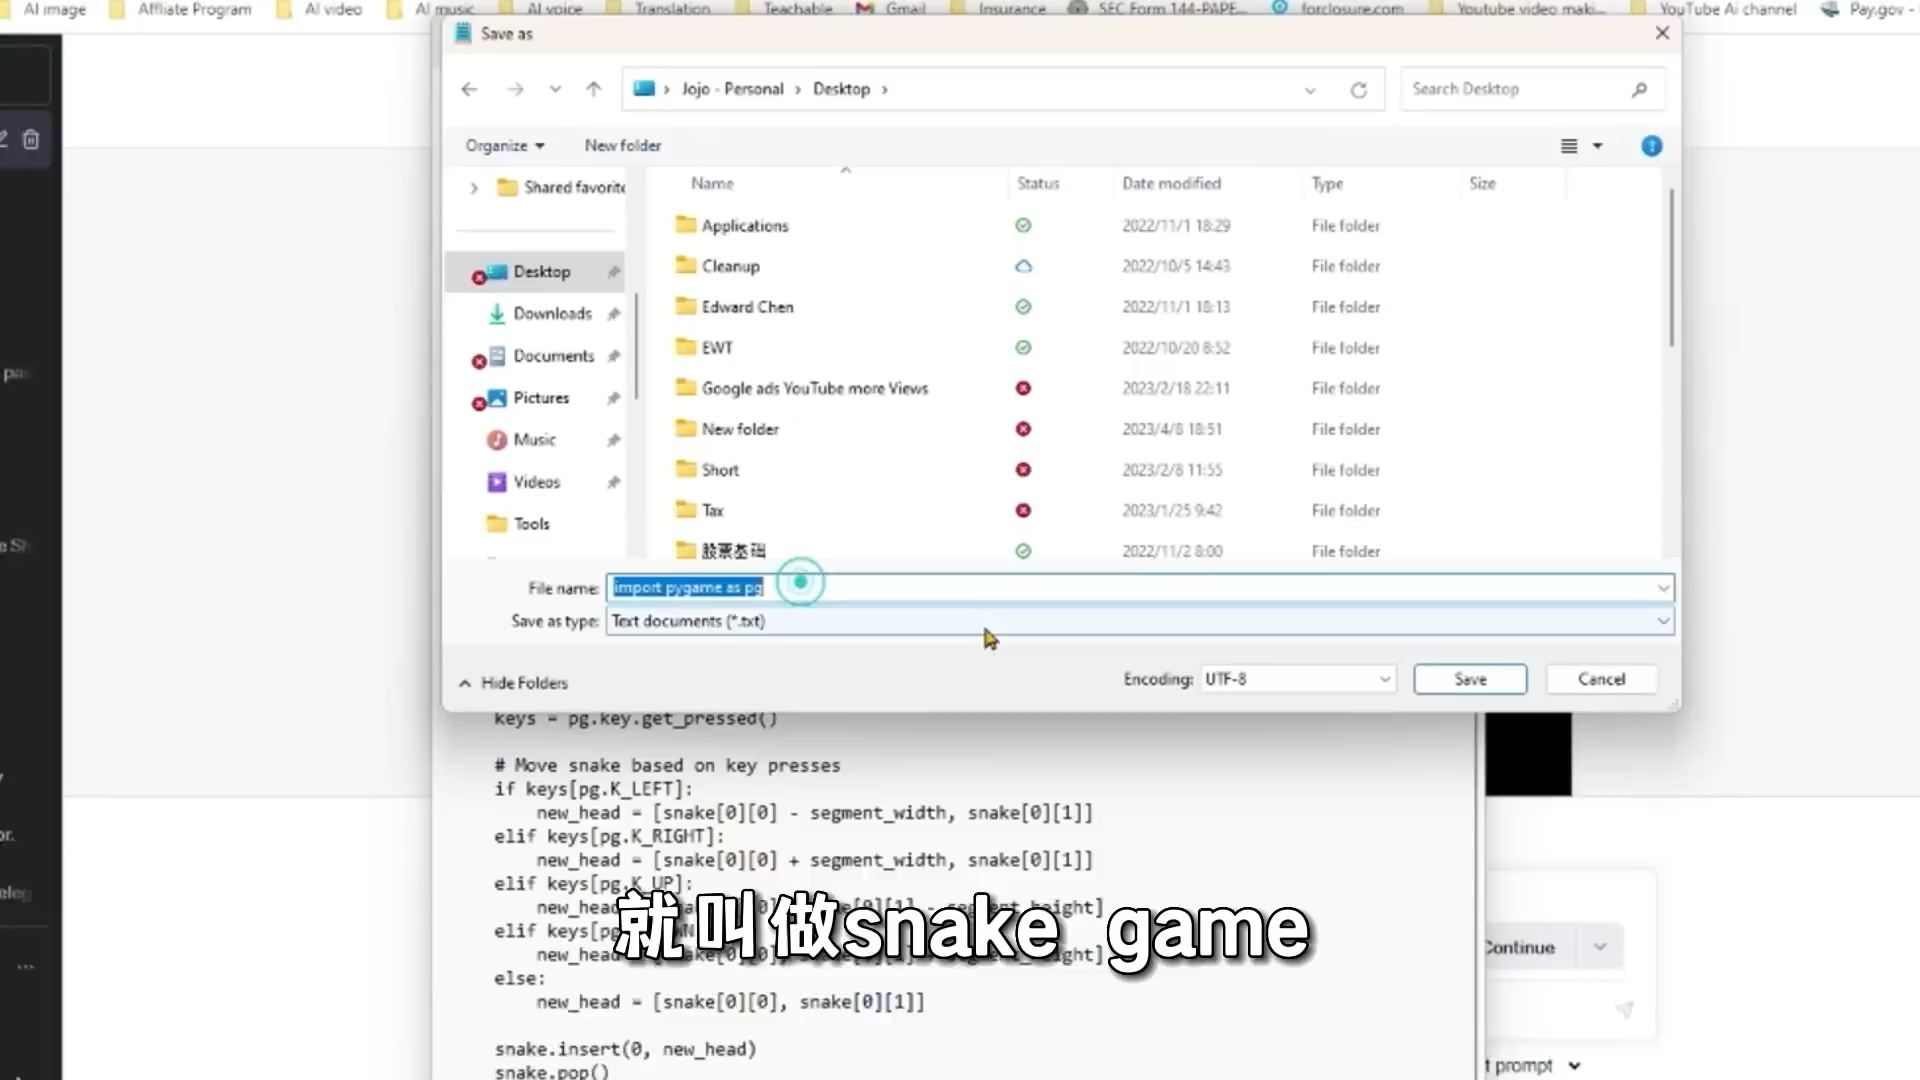 AI image
Affliate Program
AI video
AI music
AI voice
Translation
Teachable
Gmail
Insurance
SEC Form 144-PAPE...
forclosure.com
Youtube video maki...
YouTube Ai channel
Pay.gov -
Save as
Jojo - Personal › Desktop ›
Search Desktop
Organize
New folder
Shared favorite
Desktop
Downloads
Documents
Pictures
Music
Videos
Tools
Name Status Date modified Type Size
Applications 2022/11/1 18:29 File folder
Cleanup 2022/10/5 14:43 File folder
Edward Chen 2022/11/1 18:13 File folder
EWT 2022/10/20 8:52 File folder
Google ads YouTube more Views 2023/2/18 22:11 File folder
New folder 2023/4/8 18:51 File folder
Short 2023/2/8 11:55 File folder
Tax 2023/1/25 9:42 File folder
股票基础 2022/11/2 8:00 File folder
File name: import pygame as pg
Save as type: Text documents (*.txt)
Hide Folders
Encoding: UTF-8
Save
Cancel
keys = pg.key.get_pressed()
# Move snake based on key presses
if keys[pg.K_LEFT]:
new_head = [snake[0][0] - segment_width, snake[0][1]]
elif keys[pg.K_RIGHT]:
new_head = [snake[0][0] + segment_width, snake[0][1]]
elif keys[pg.K_UP]:
就叫做snake game
else:
new_head = [snake[0][0], snake[0][1]]
snake.insert(0, new_head)
snake.pop()
Continue
t prompt